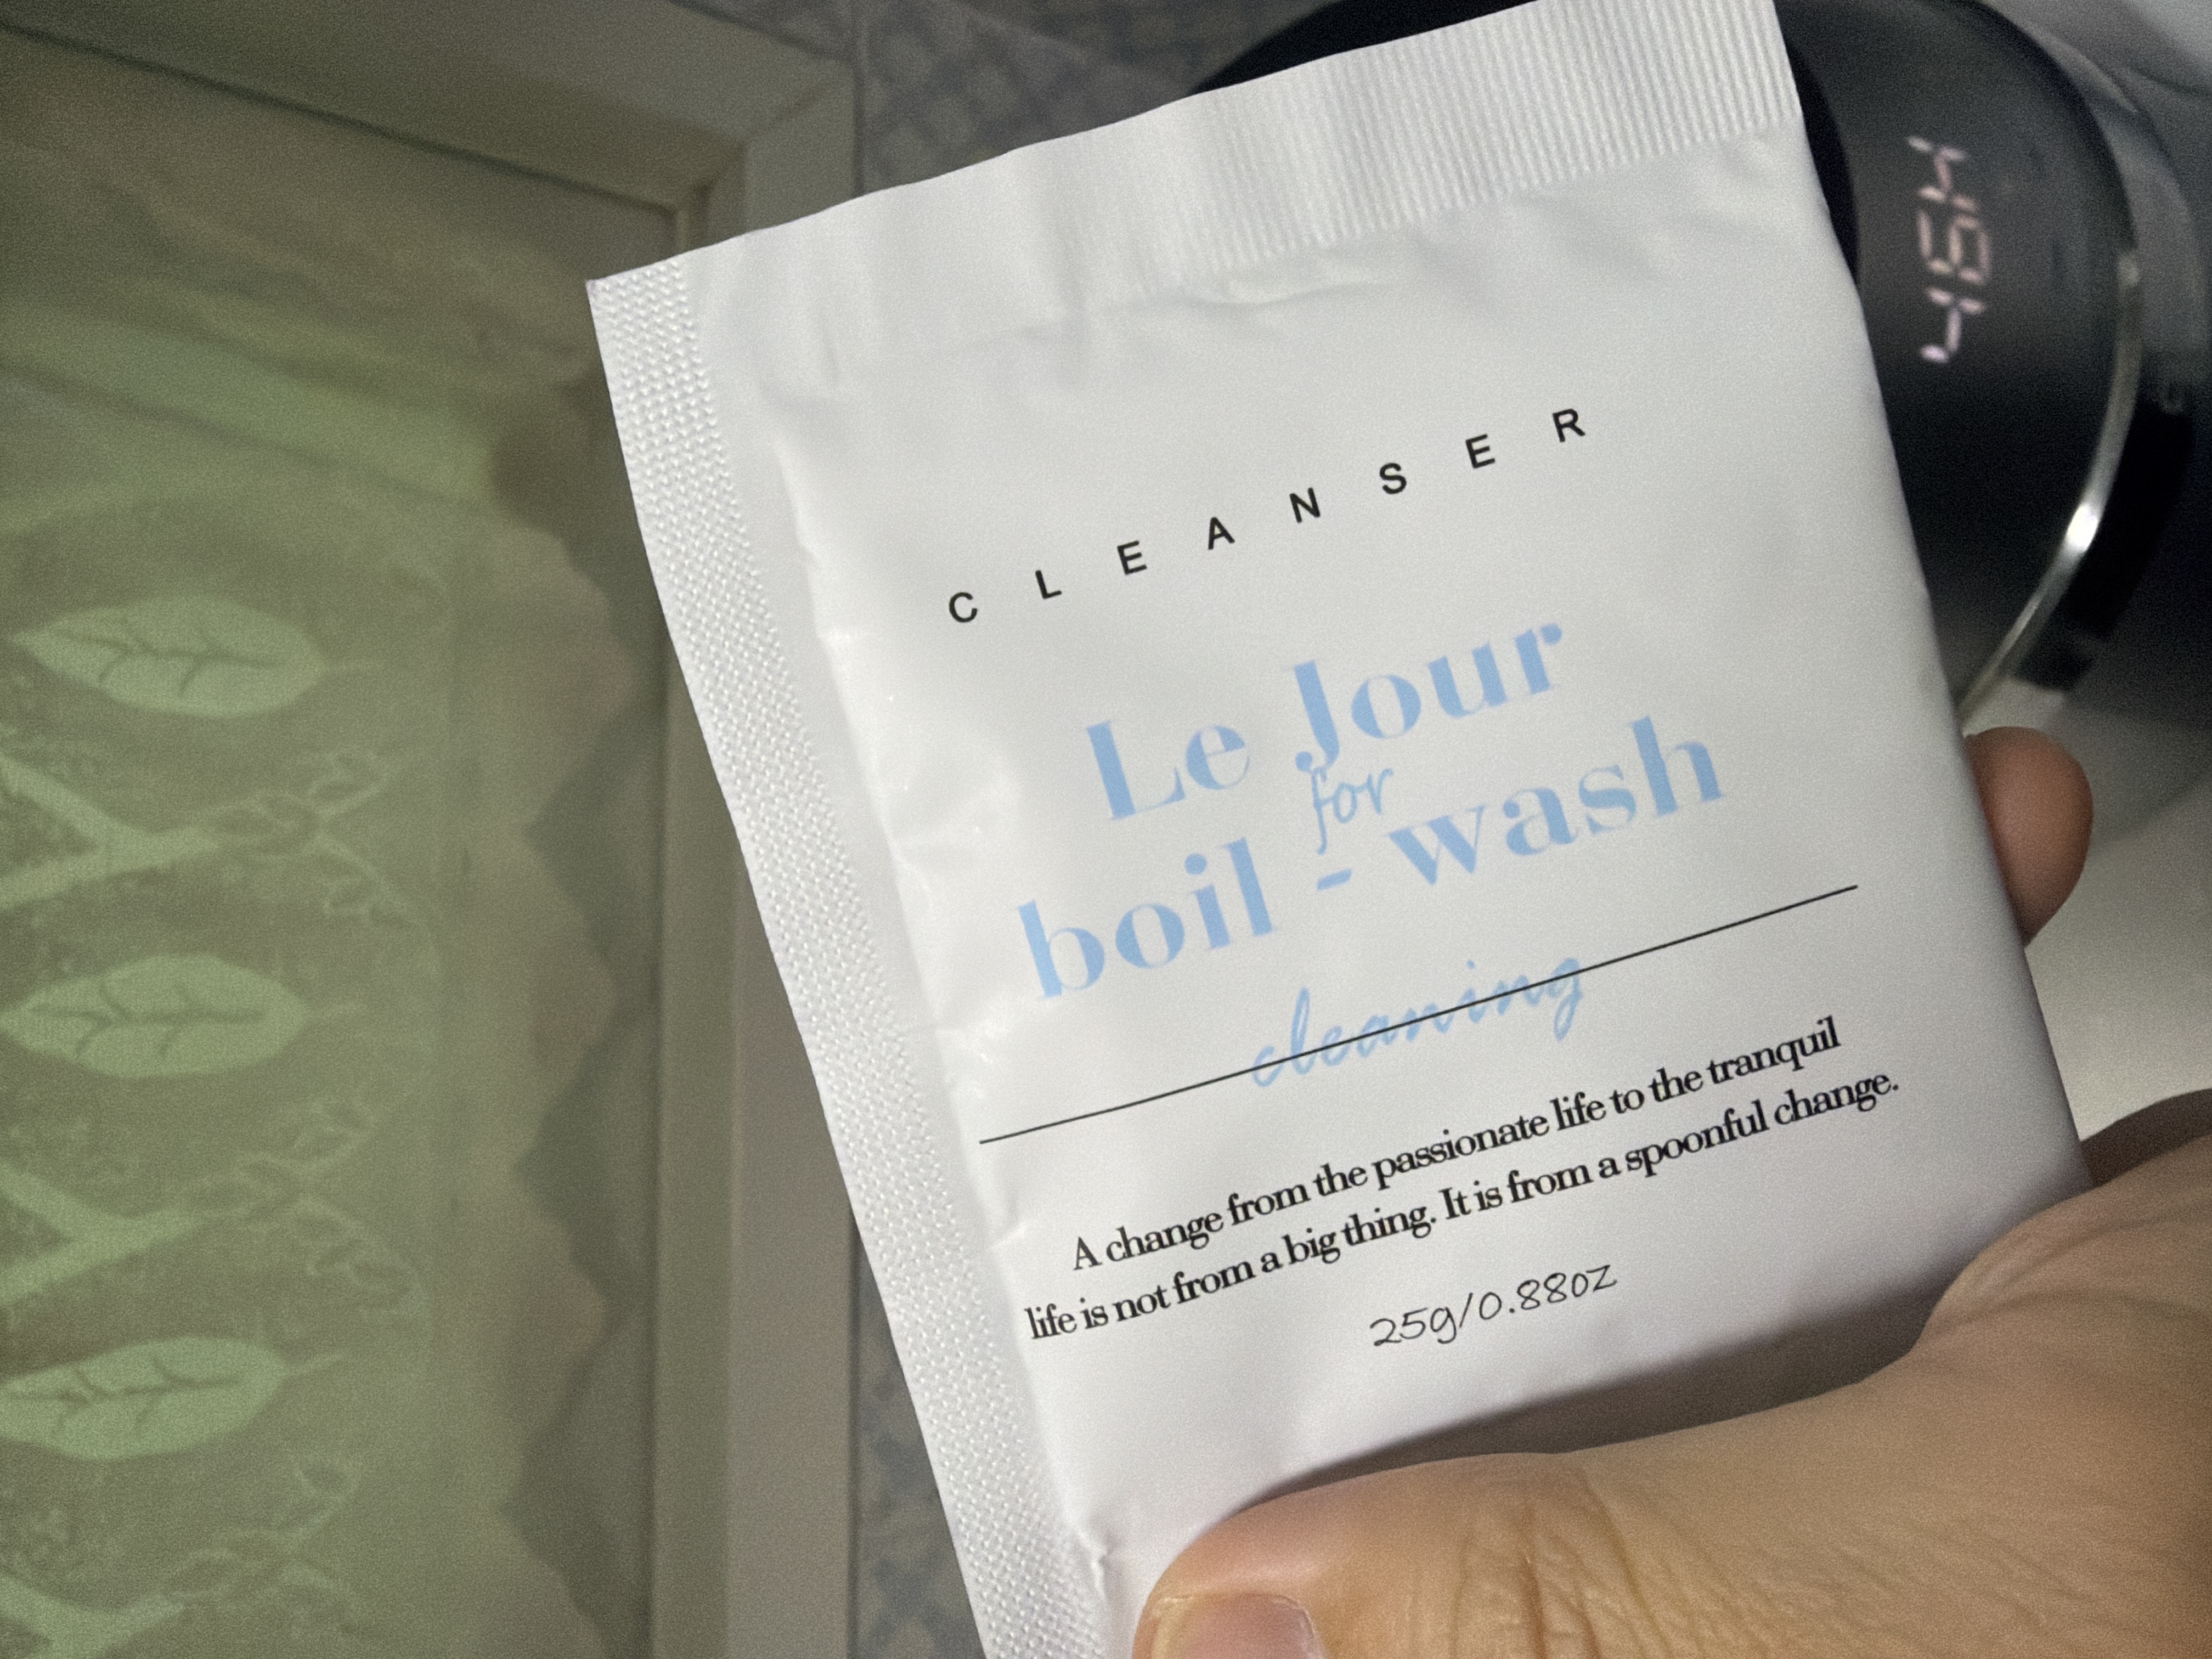 CLEANSER
Le Jour
for
boil - wash
cleaning
A change from the passionate life to the tranquil
life is not from a big thing. It is from a spoonful change.
25g/0.88oz
46H